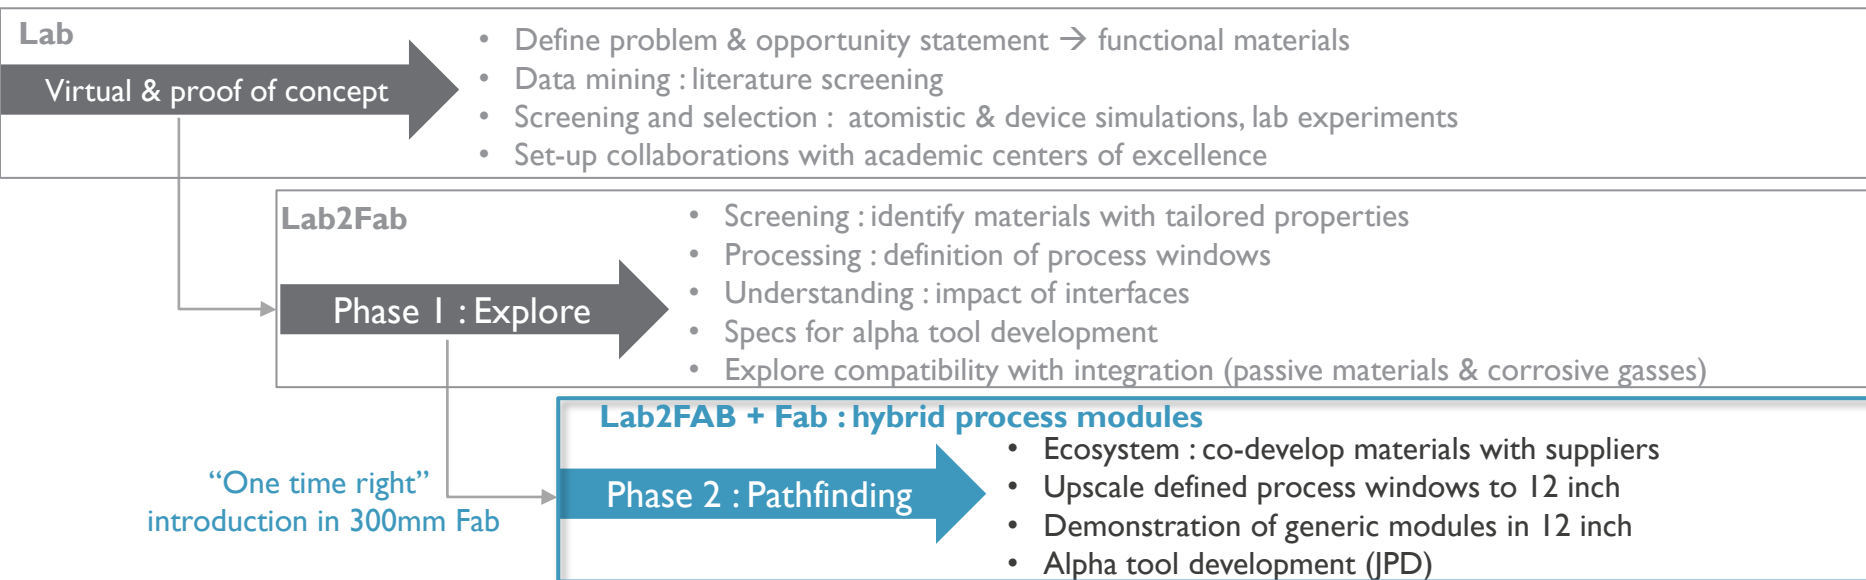 Lab
Virtual & proof of concept
• Define problem & opportunity statement → functional materials
• Data mining : literature screening
• Screening and selection : atomistic & device simulations, lab experiments
• Set-up collaborations with academic centers of excellence
Lab2Fab
Phase 1 : Explore
• Screening : identify materials with tailored properties
• Processing : definition of process windows
• Understanding : impact of interfaces
• Specs for alpha tool development
• Explore compatibility with integration (passive materials & corrosive gasses)
"One time right"
introduction in 300mm Fab
Lab2FAB + Fab : hybrid process modules
Phase 2 : Pathfinding
• Ecosystem : co-develop materials with suppliers
• Upscale defined process windows to 12 inch
• Demonstration of generic modules in 12 inch
• Alpha tool development (JPD)